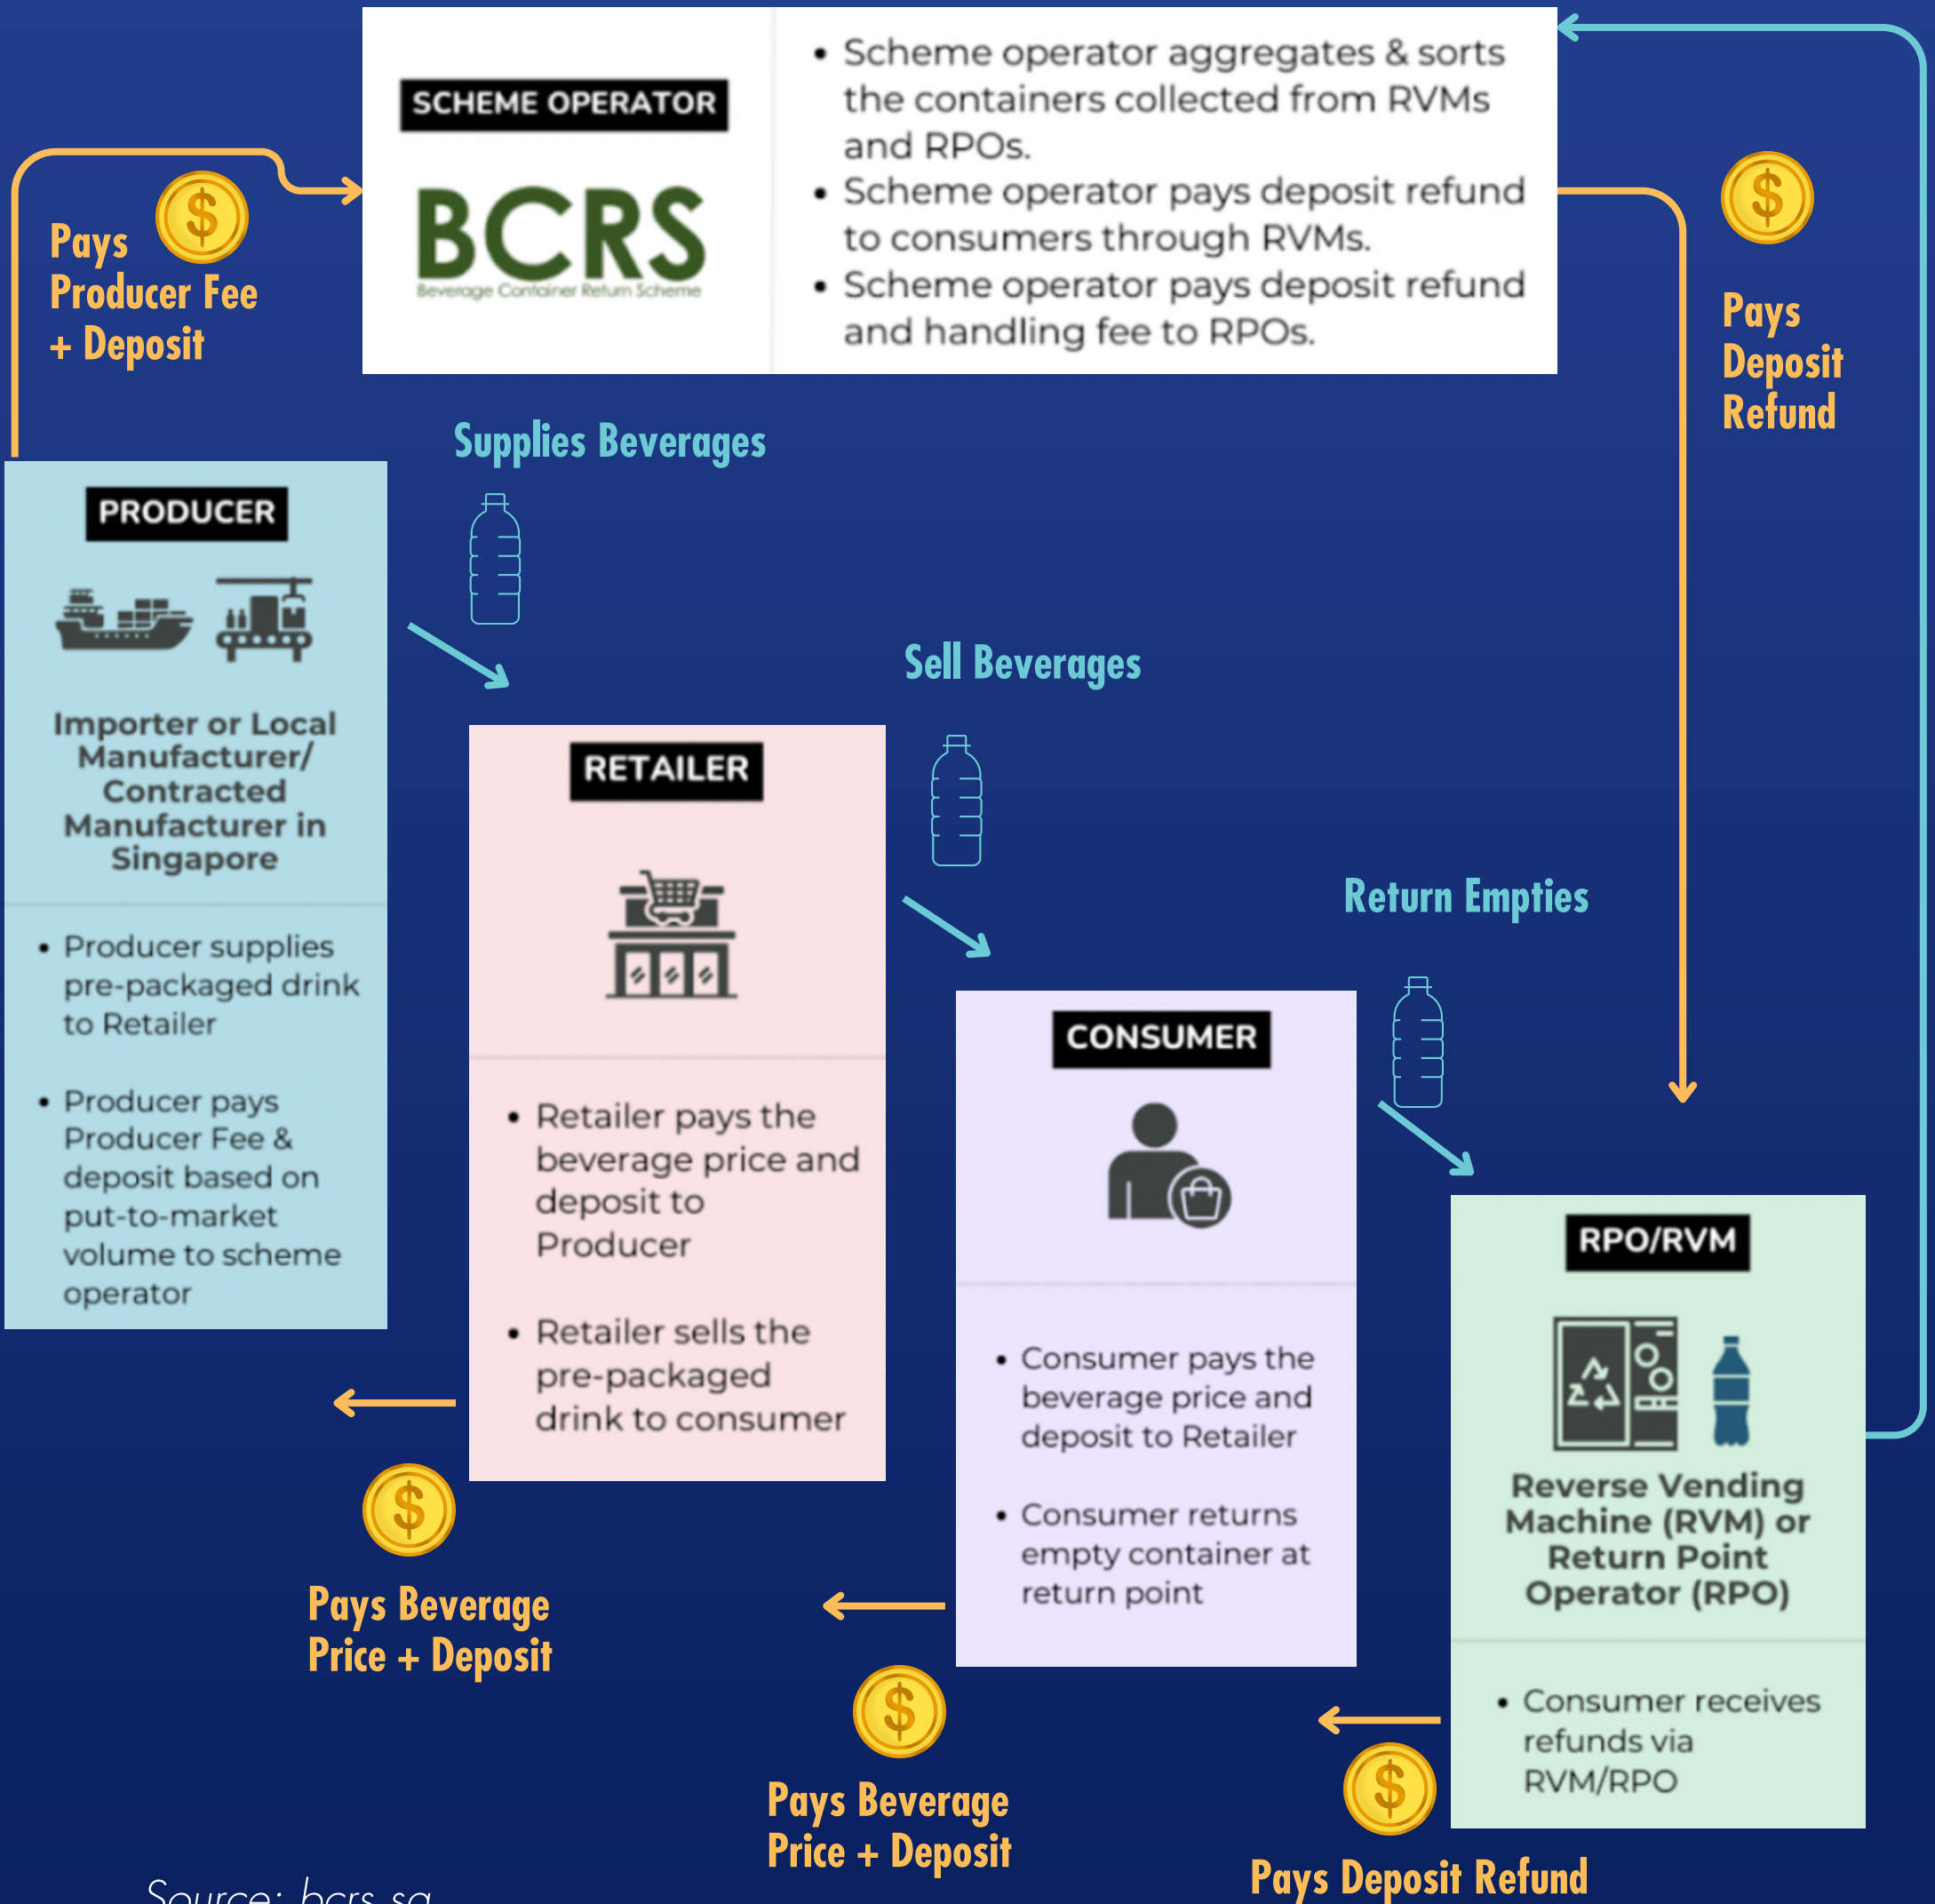 SCHEME OPERATOR
BCRS
Beverage Container Return Scheme
• Scheme operator aggregates & sorts
the containers collected from RVMs
and RPOs.
• Scheme operator pays deposit refund
to consumers through RVMs.
• Scheme operator pays deposit refund
and handling fee to RPOs.
$
Pays
Producer Fee
+ Deposit
$
Pays
Deposit
Refund
Supplies Beverages
PRODUCER
Importer or Local
Manufacturer/
Contracted
Manufacturer in
Singapore
• Producer supplies
pre-packaged drink
to Retailer
• Producer pays
Producer Fee &
deposit based on
put-to-market
volume to scheme
operator
Sell Beverages
RETAILER
• Retailer pays the
beverage price and
deposit to
Producer
• Retailer sells the
pre-packaged
drink to consumer
Return Empties
CONSUMER
• Consumer pays the
beverage price and
deposit to Retailer
• Consumer returns
empty container at
return point
RPO/RVM
Reverse Vending
Machine (RVM) or
Return Point
Operator (RPO)
• Consumer receives
refunds via
RVM/RPO
$
Pays Beverage
Price + Deposit
$
Pays Beverage
Price + Deposit
$
Pays Deposit Refund
Source: bcrs.sg